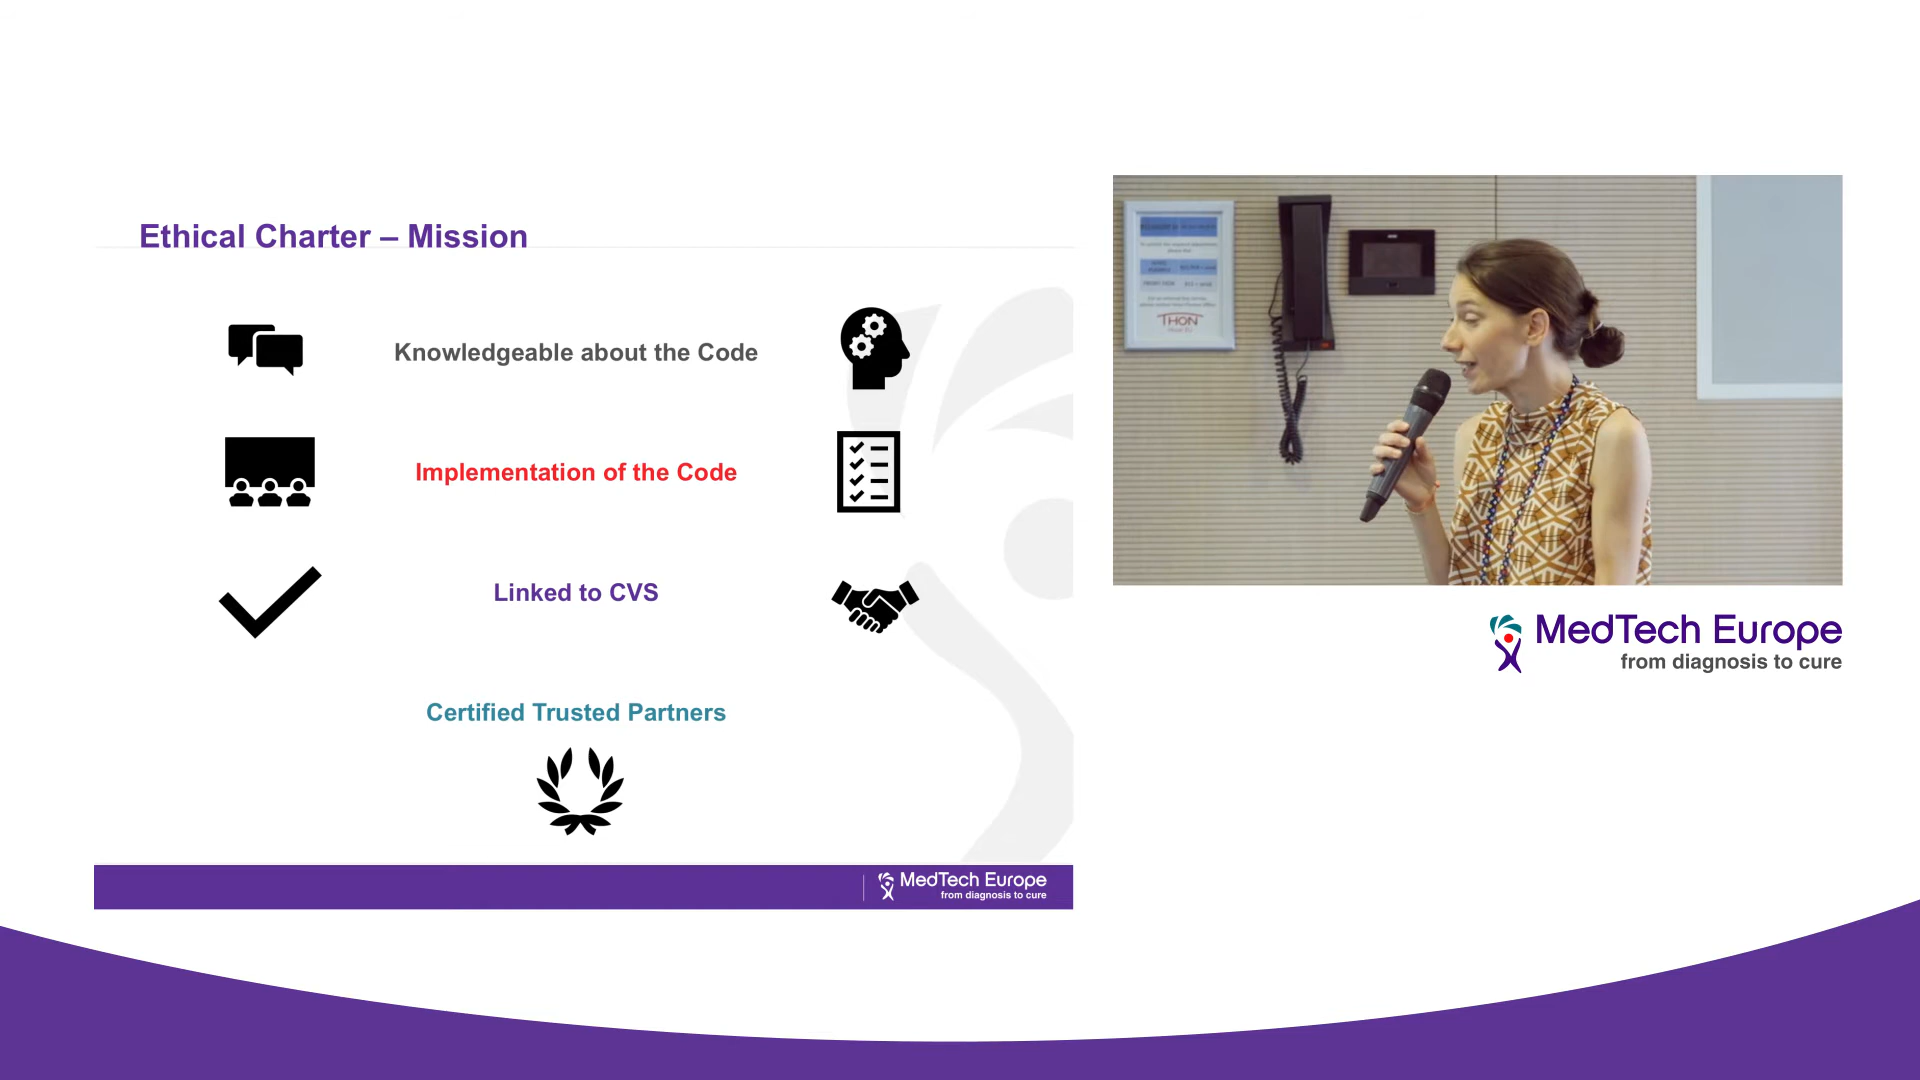 Ethical Charter – Mission
Knowledgeable about the Code
Implementation of the Code
Linked to CVS
Certified Trusted Partners
MedTech Europe
from diagnosis to cure
THON
MedTech Europe
from diagnosis to cure